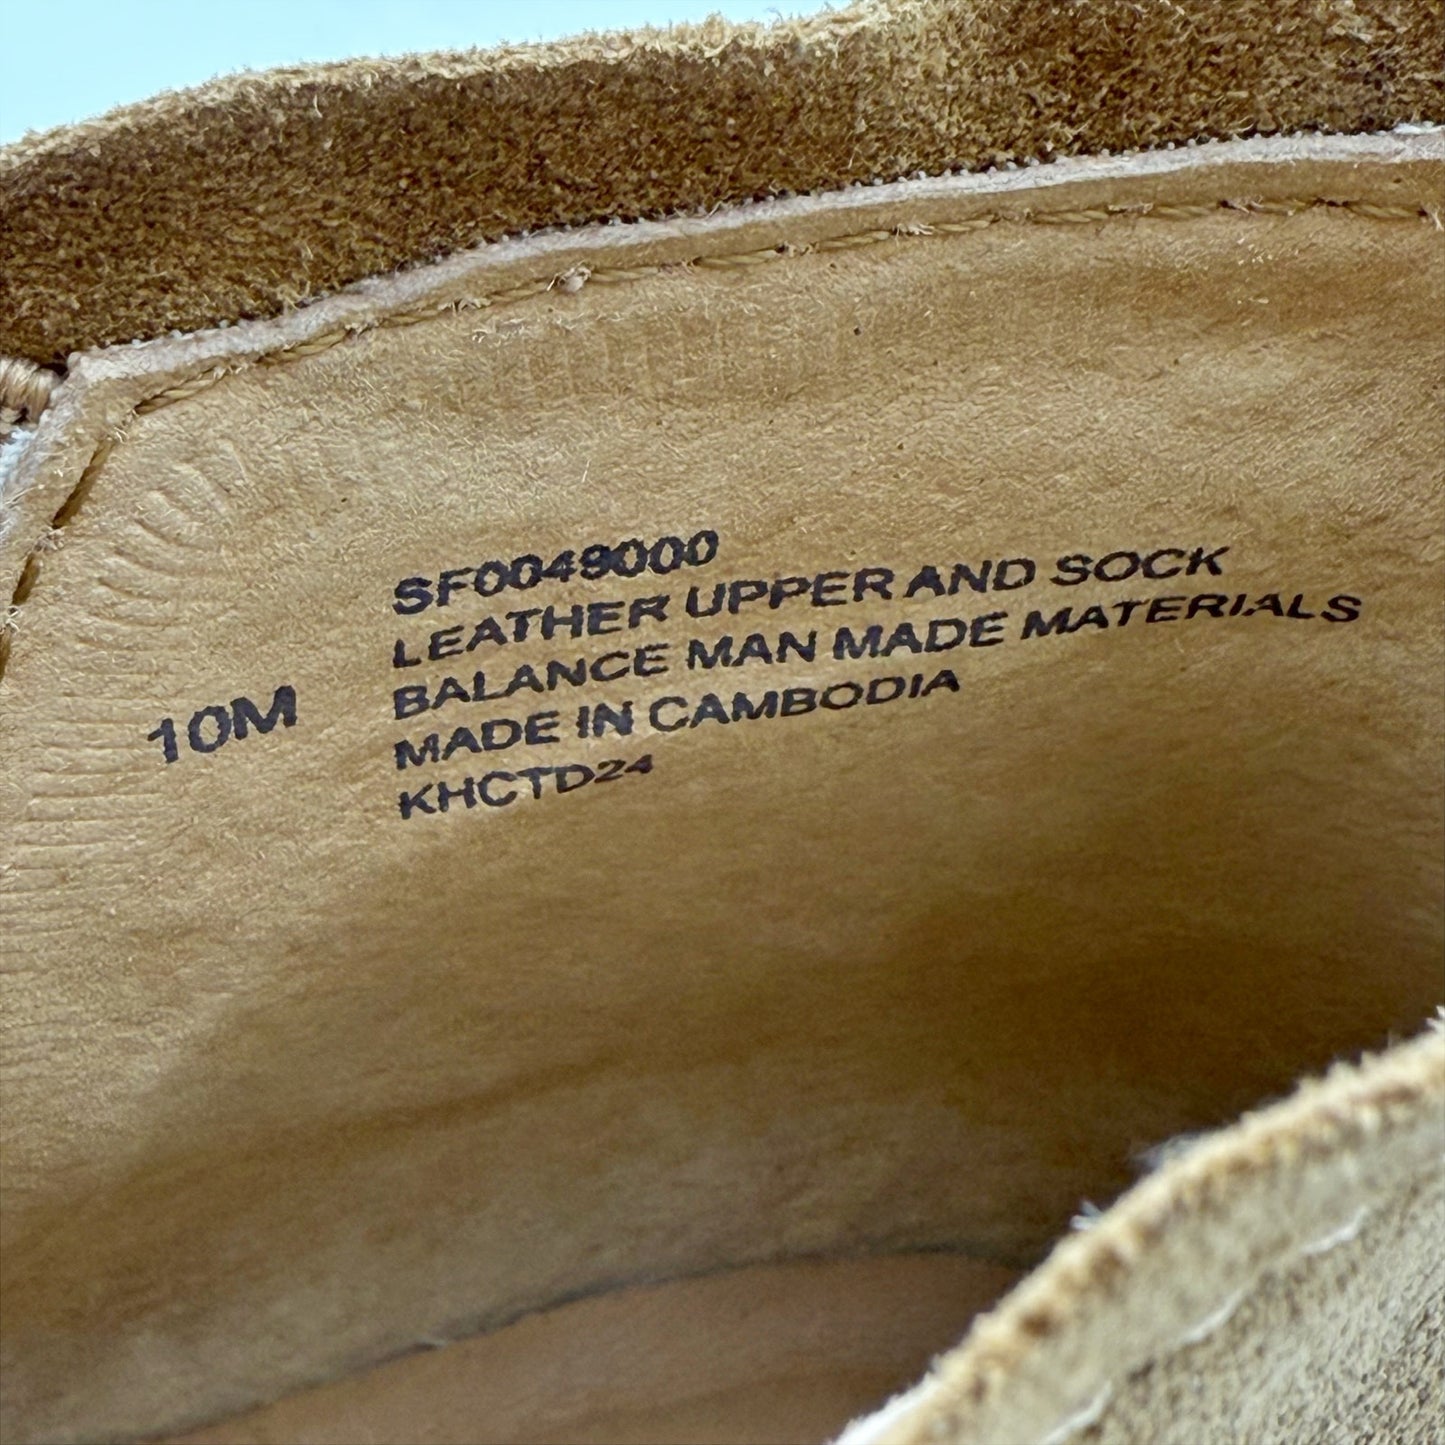 10M
SF0049000
LEATHER UPPER AND SOCK
BALANCE MAN MADE MATERIALS
MADE IN CAMBODIA
KHCTD24